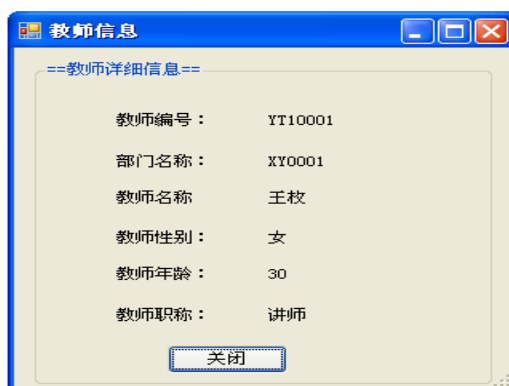 教师信息
==教师详细信息==
教师编号： YT10001
部门名称： XY0001
教师名称 王枚
教师性别： 女
教师年龄： 30
教师职称： 讲师
关闭